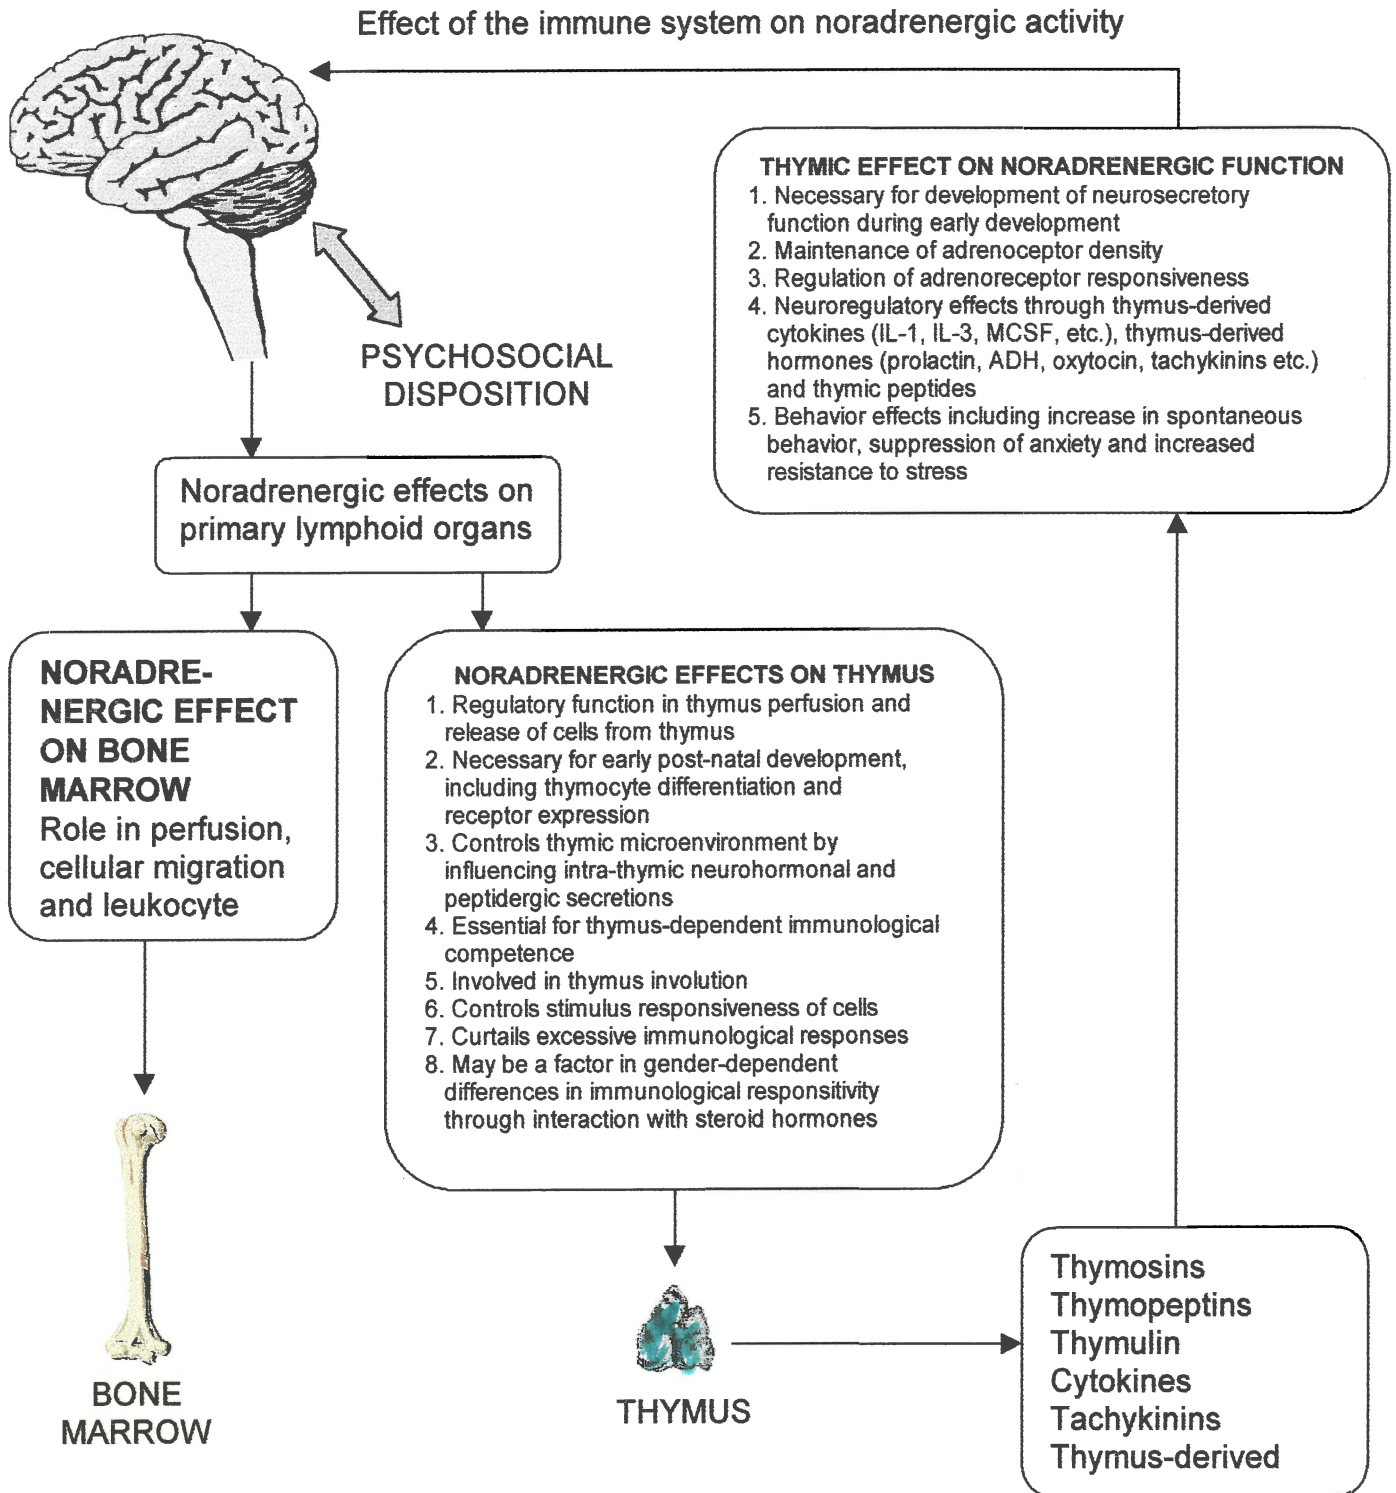 Effect of the immune system on noradrenergic activity
THYMIC EFFECT ON NORADRENERGIC FUNCTION
1. Necessary for development of neurosecretory
function during early development
2. Maintenance of adrenoceptor density
3. Regulation of adrenoreceptor responsiveness
4. Neuroregulatory effects through thymus-derived
cytokines (IL-1, IL-3, MCSF, etc.), thymus-derived
hormones (prolactin, ADH, oxytocin, tachykinins etc.)
and thymic peptides
5. Behavior effects including increase in spontaneous
behavior, suppression of anxiety and increased
resistance to stress
PSYCHOSOCIAL
DISPOSITION
Noradrenergic effects on
primary lymphoid organs
NORADRE-
NERGIC EFFECT
ON BONE
MARROW
Role in perfusion,
cellular migration
and leukocyte
NORADRENERGIC EFFECTS ON THYMUS
1. Regulatory function in thymus perfusion and
release of cells from thymus
2. Necessary for early post-natal development,
including thymocyte differentiation and
receptor expression
3. Controls thymic microenvironment by
influencing intra-thymic neurohormonal and
peptidergic secretions
4. Essential for thymus-dependent immunological
competence
5. Involved in thymus involution
6. Controls stimulus responsiveness of cells
7. Curtails excessive immunological responses
8. May be a factor in gender-dependent
differences in immunological responsitivity
through interaction with steroid hormones
BONE
MARROW
THYMUS
Thymosins
Thymopeptins
Thymulin
Cytokines
Tachykinins
Thymus-derived